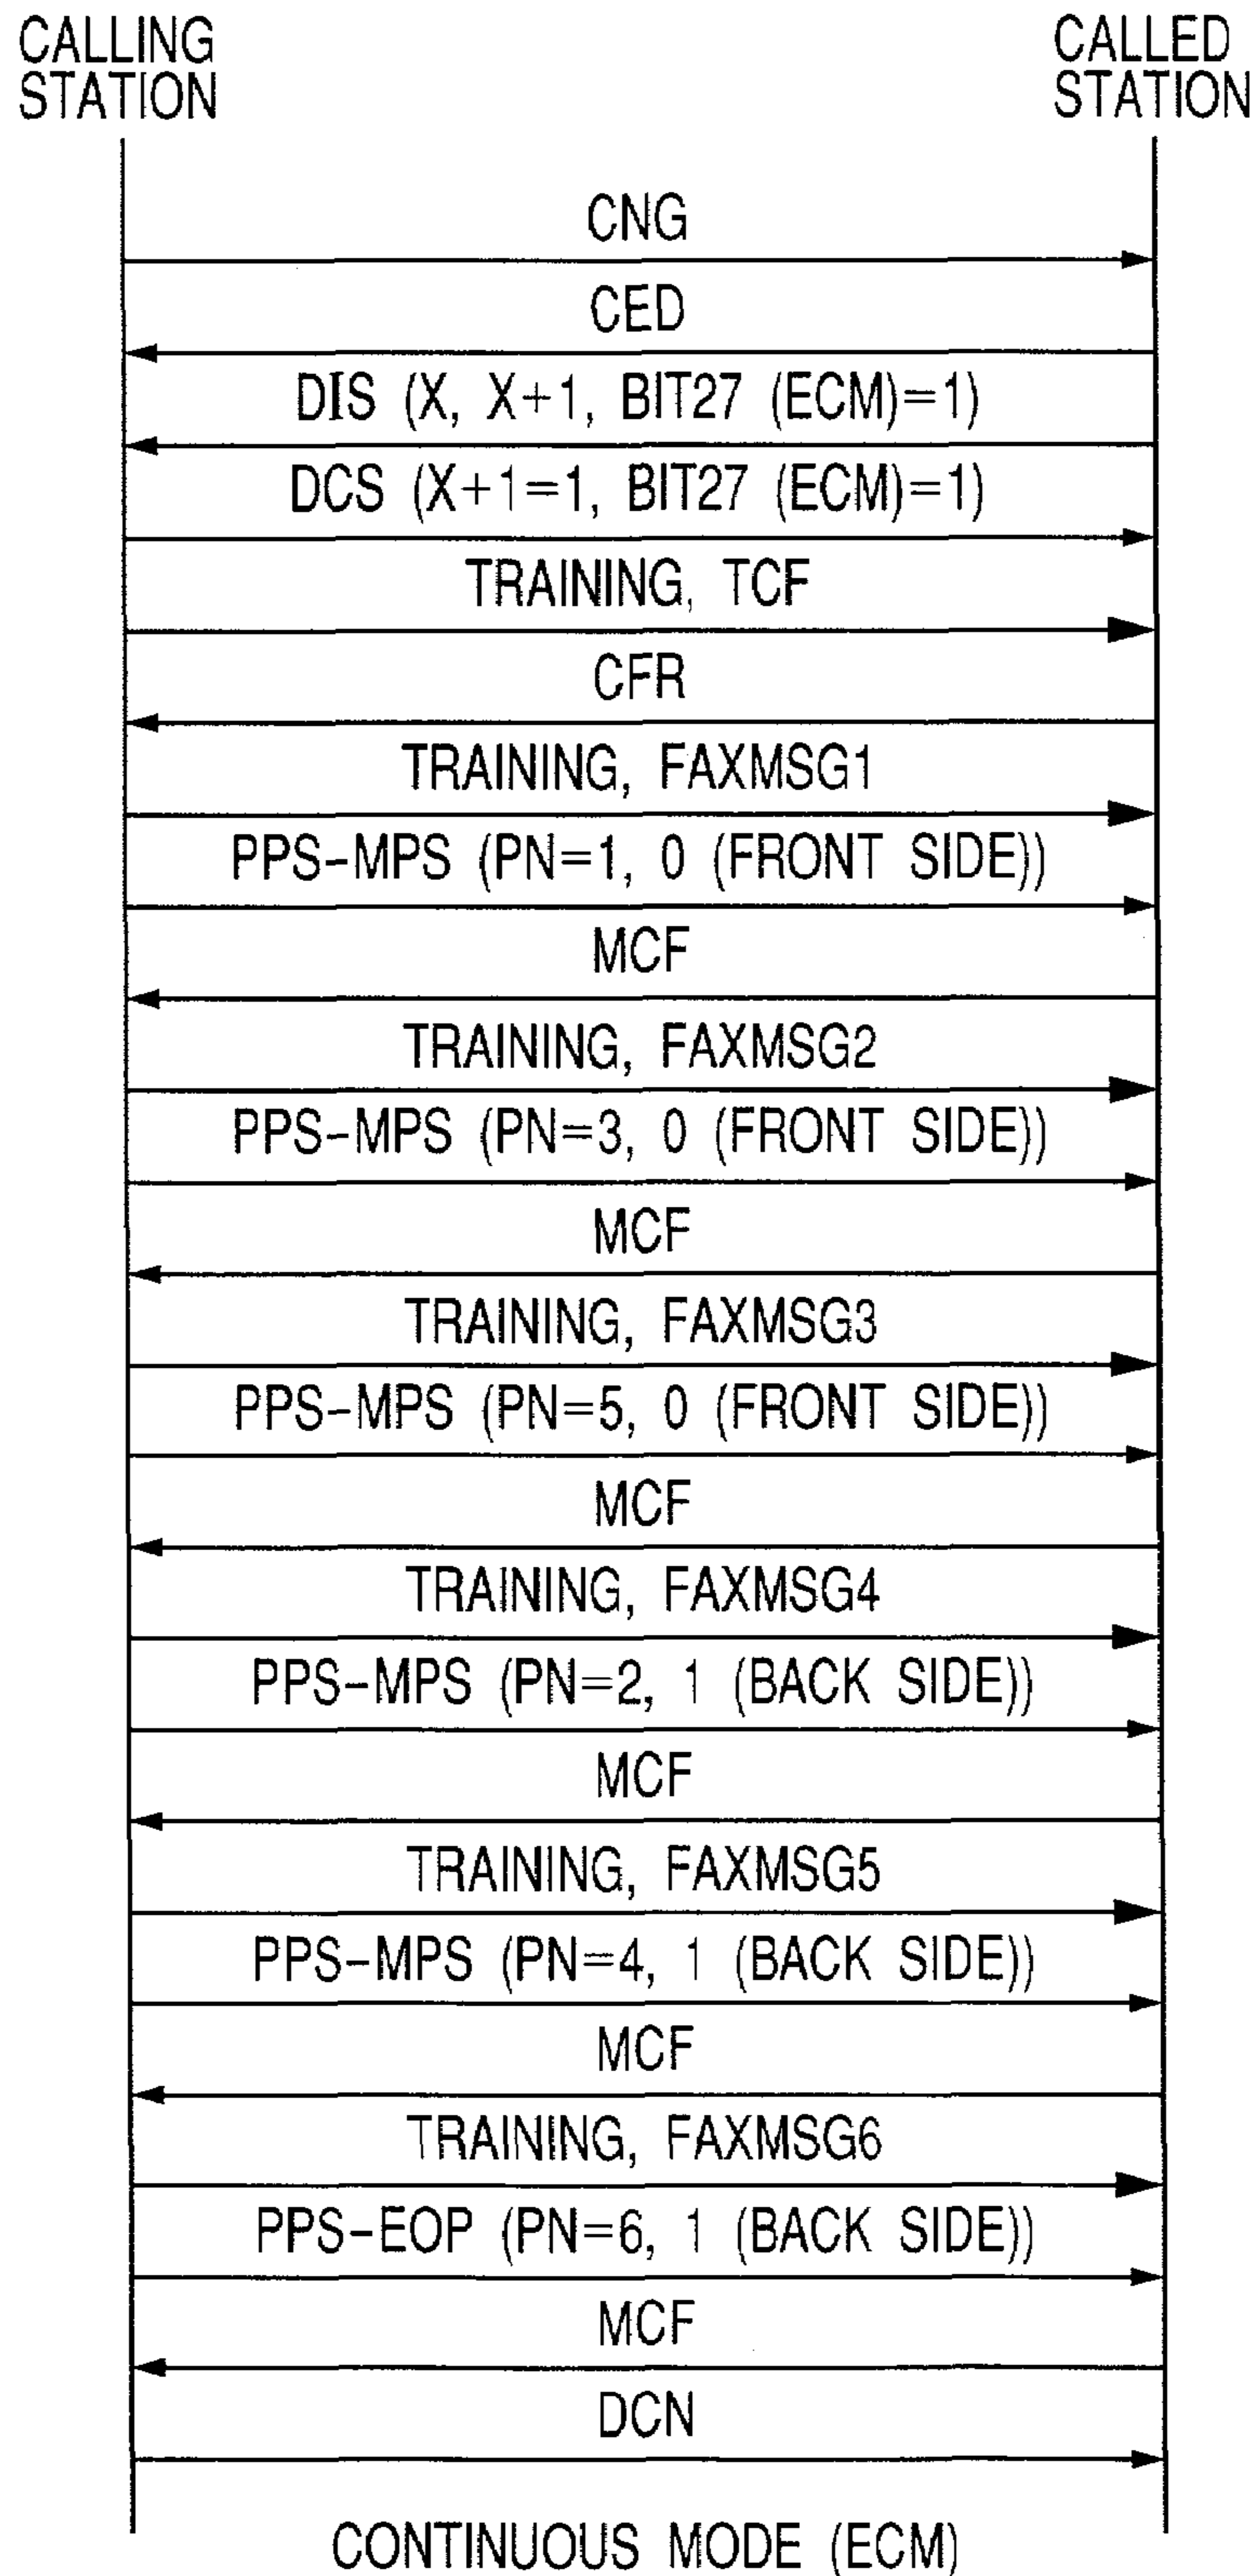 CALLING
STATION
CALLED
STATION
CNG
CED
DIS (X, X+1, BIT27 (ECM)=1)
DCS (X+1=1, BIT27 (ECM)=1)
TRAINING, TCF
CFR
TRAINING, FAXMSG1
PPS-MPS (PN=1, 0 (FRONT SIDE))
MCF
TRAINING, FAXMSG2
PPS-MPS (PN=3, 0 (FRONT SIDE))
MCF
TRAINING, FAXMSG3
PPS-MPS (PN=5, 0 (FRONT SIDE))
MCF
TRAINING, FAXMSG4
PPS-MPS (PN=2, 1 (BACK SIDE))
MCF
TRAINING, FAXMSG5
PPS-MPS (PN=4, 1 (BACK SIDE))
MCF
TRAINING, FAXMSG6
PPS-EOP (PN=6, 1 (BACK SIDE))
MCF
DCN
CONTINUOUS MODE (ECM)